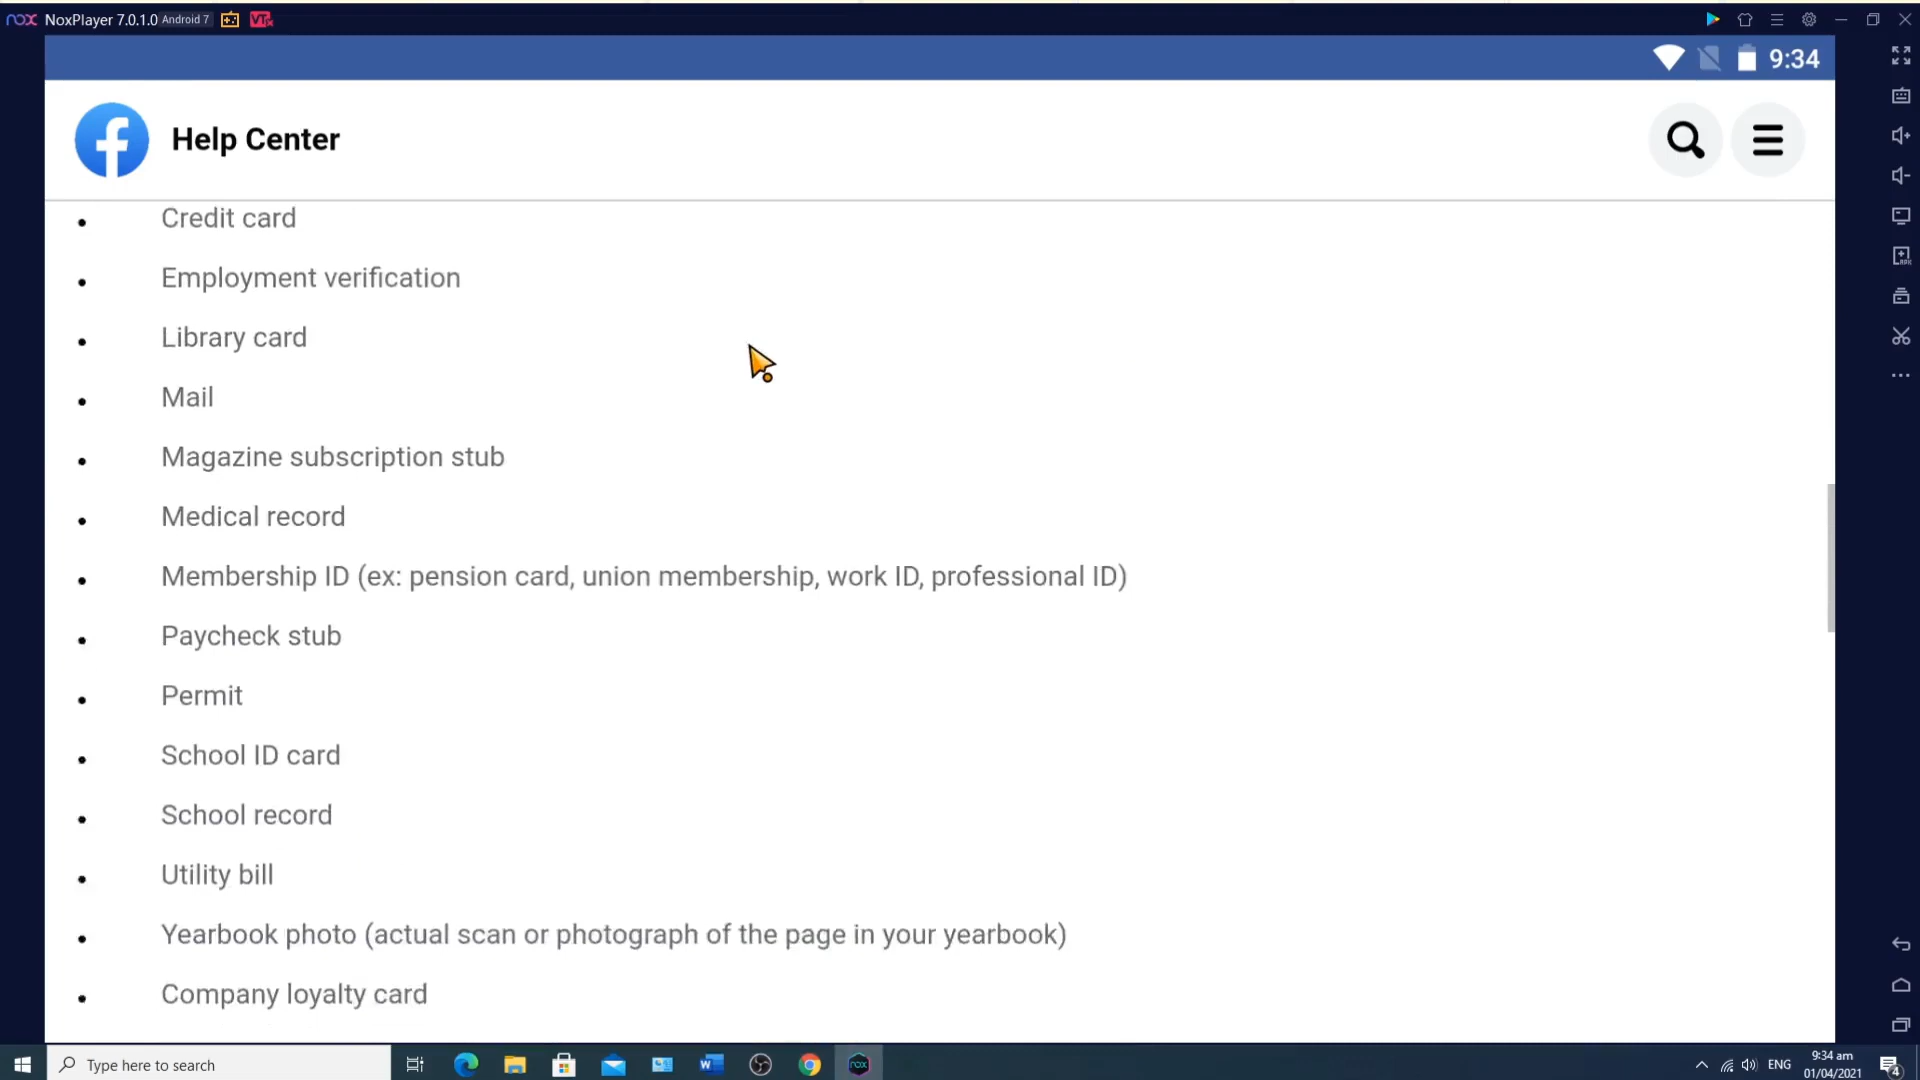 nox NoxPlayer 7.0.1.0 Android 7
9:34
Help Center
• Credit card
• Employment verification
• Library card
• Mail
• Magazine subscription stub
• Medical record
• Membership ID (ex: pension card, union membership, work ID, professional ID)
• Paycheck stub
• Permit
• School ID card
• School record
• Utility bill
• Yearbook photo (actual scan or photograph of the page in your yearbook)
• Company loyalty card
Type here to search
ENG
9:34 am
01/04/2021
4